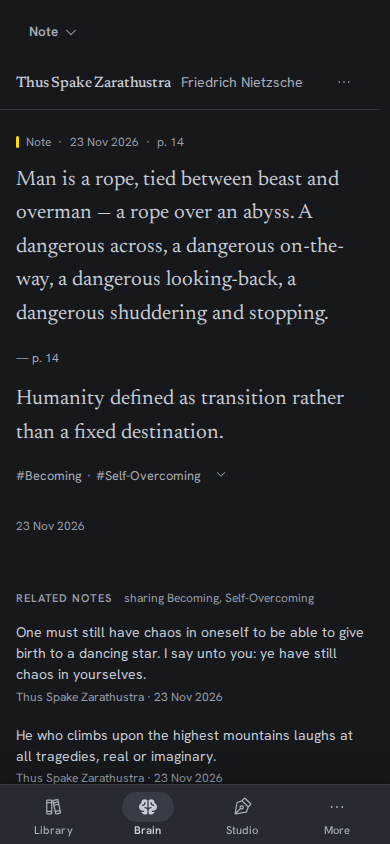 Note
Thus Spake Zarathustra Friedrich Nietzsche ···
Note · 23 Nov 2026 · p. 14
Man is a rope, tied between beast and
overman — a rope over an abyss. A
dangerous across, a dangerous on-the-
way, a dangerous looking-back, a
dangerous shuddering and stopping.
— p. 14
Humanity defined as transition rather
than a fixed destination.
#Becoming · #Self-Overcoming
23 Nov 2026
RELATED NOTES sharing Becoming, Self-Overcoming
One must still have chaos in oneself to be able to give
birth to a dancing star. I say unto you: ye have still
chaos in yourselves.
Thus Spake Zarathustra · 23 Nov 2026
He who climbs upon the highest mountains laughs at
all tragedies, real or imaginary.
Thus Spake Zarathustra · 23 Nov 2026
Library Brain Studio More